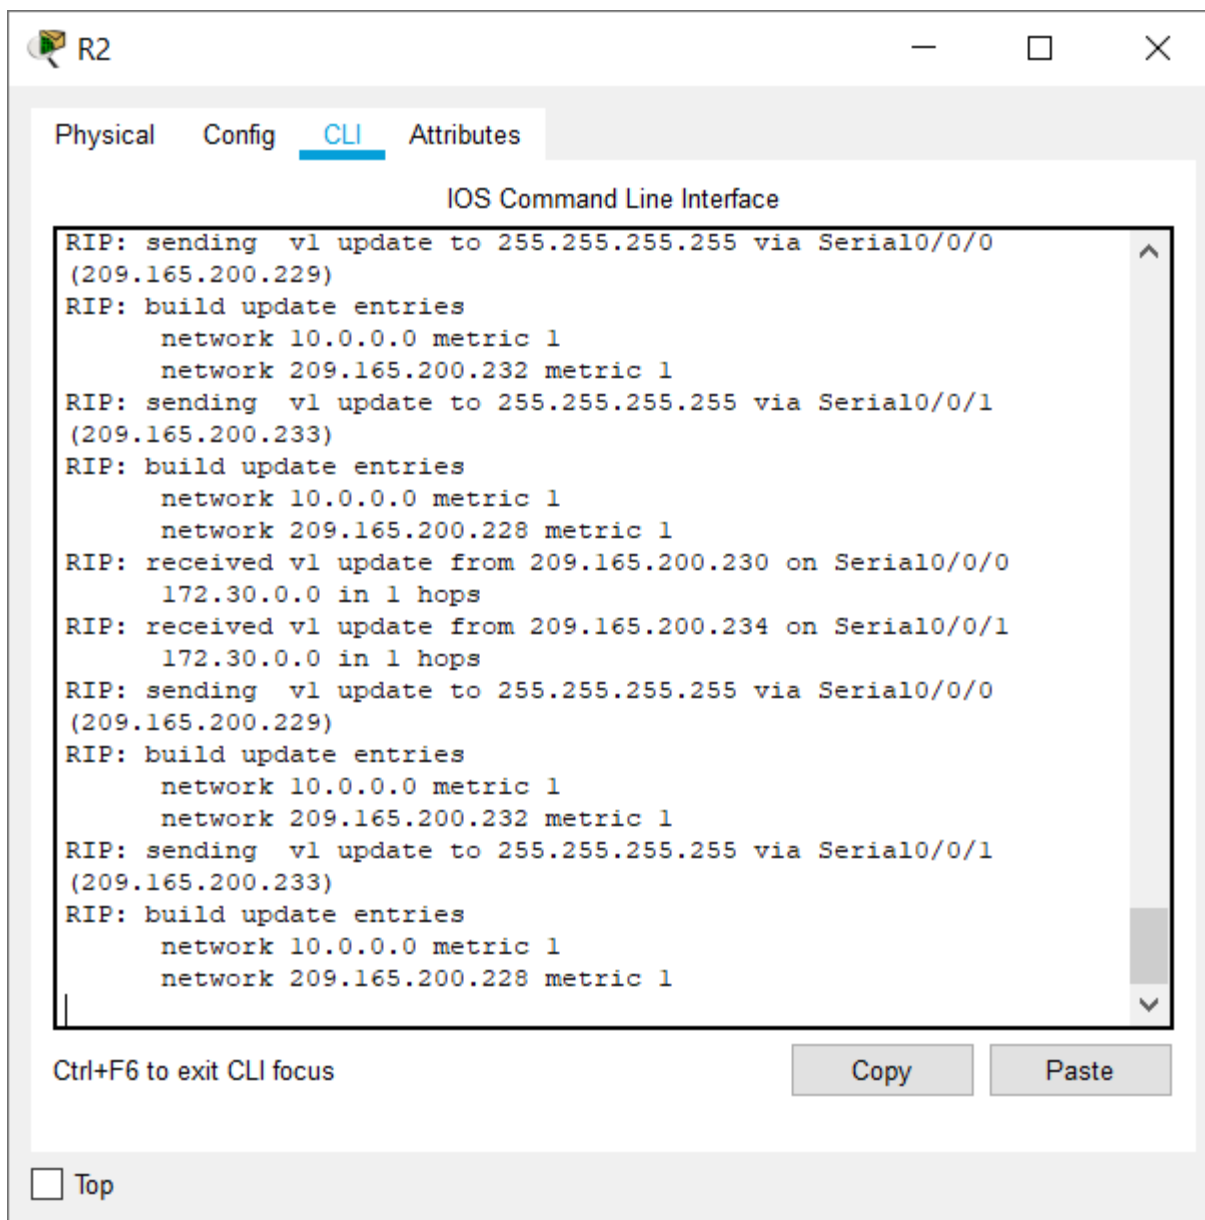 R2
Physical Config CLI Attributes
IOS Command Line Interface
RIP: sending  v1 update to 255.255.255.255 via Serial0/0/0
(209.165.200.229)
RIP: build update entries
      network 10.0.0.0 metric 1
      network 209.165.200.232 metric 1
RIP: sending  v1 update to 255.255.255.255 via Serial0/0/1
(209.165.200.233)
RIP: build update entries
      network 10.0.0.0 metric 1
      network 209.165.200.228 metric 1
RIP: received v1 update from 209.165.200.230 on Serial0/0/0
      172.30.0.0 in 1 hops
RIP: received v1 update from 209.165.200.234 on Serial0/0/1
      172.30.0.0 in 1 hops
RIP: sending  v1 update to 255.255.255.255 via Serial0/0/0
(209.165.200.229)
RIP: build update entries
      network 10.0.0.0 metric 1
      network 209.165.200.232 metric 1
RIP: sending  v1 update to 255.255.255.255 via Serial0/0/1
(209.165.200.233)
RIP: build update entries
      network 10.0.0.0 metric 1
      network 209.165.200.228 metric 1
Ctrl+F6 to exit CLI focus
Copy Paste
Top